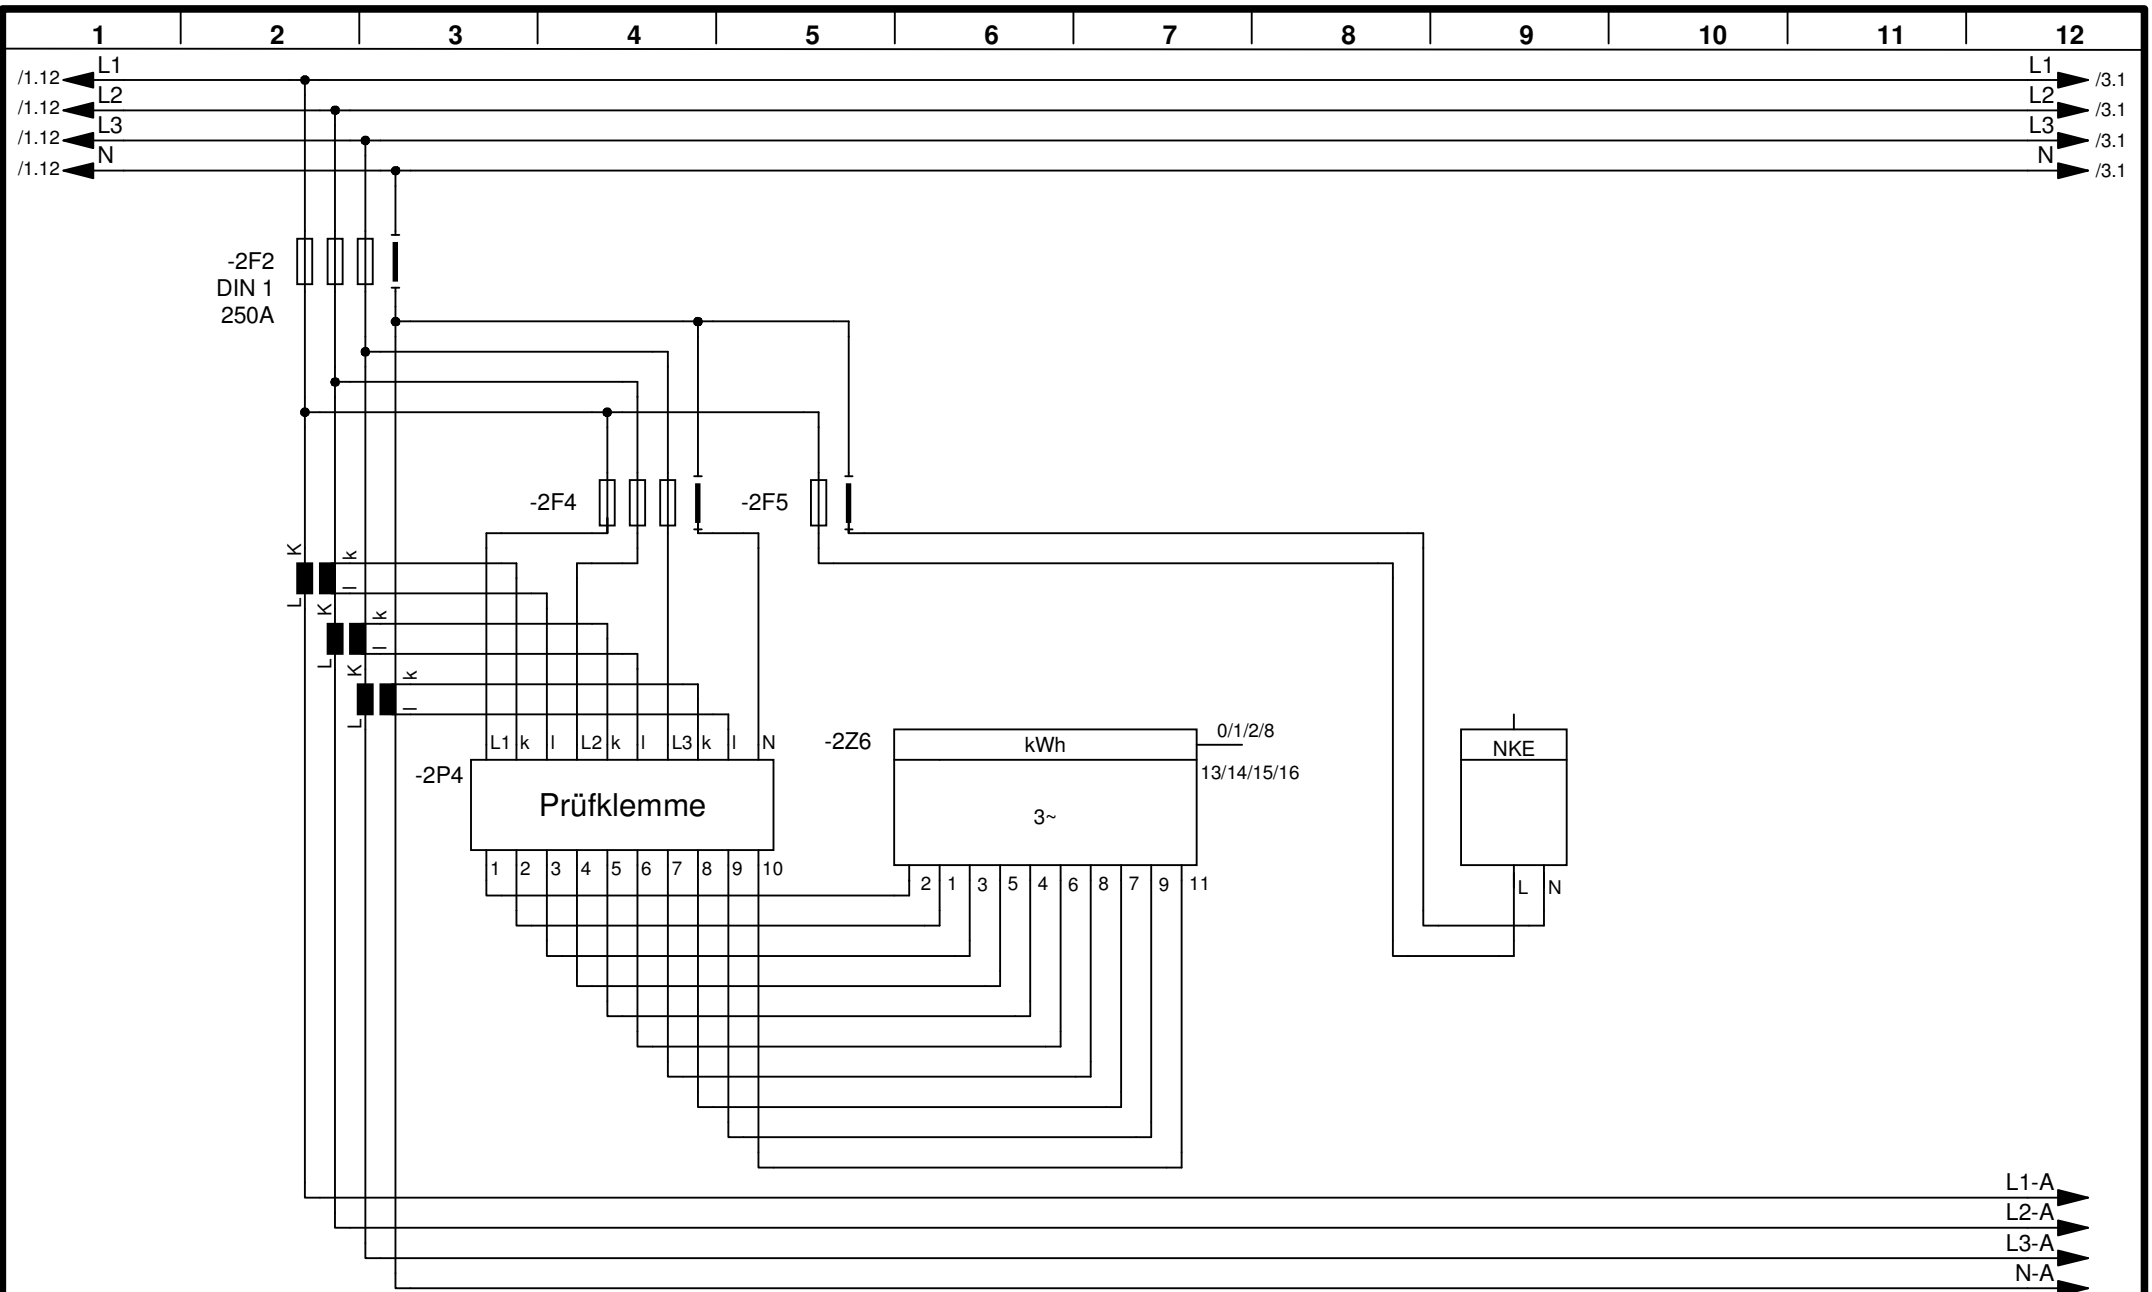 1 2 3 4 5 6 7 8 9 10 11 12
L1 L1
/1.12 /3.1
L2 L2
/1.12 /3.1
L3 L3
/1.12 /3.1
N N
/1.12 /3.1
-2F2
DIN 1
250A
-2F4 -2F5
K k
L l
K k
L l
K k
L l
L1 k l L2 k l L3 k l N
-2P4
Prüfklemme
1 2 3 4 5 6 7 8 9 10
-2Z6
kWh
0/1/2/8
13/14/15/16
3~
2 1 3 5 4 6 8 7 9 11
NKE
L N
L1-A
L2-A
L3-A
N-A